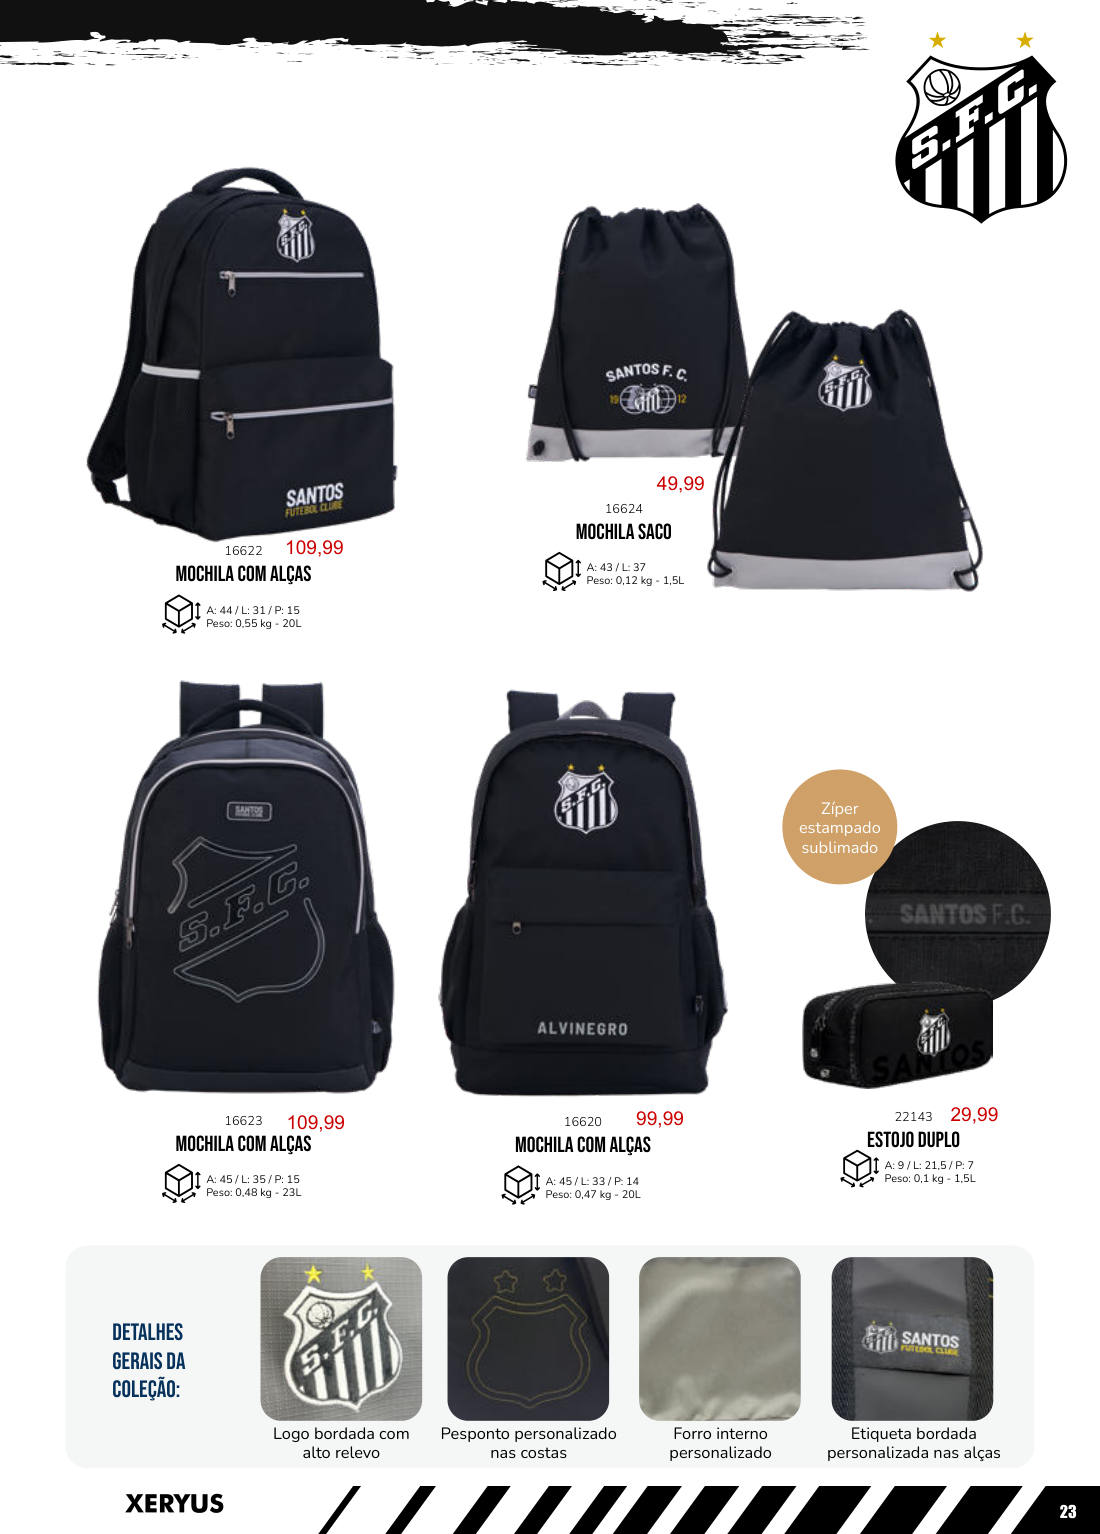 S.F.C.
S.F.C.
SANTOS
FUTEBOL CLUBE
16622 109,99
MOCHILA COM ALÇAS
A: 44 / L: 31 / P: 15
Peso: 0,55 kg - 20L
SANTOS F. C.
19 12
S.F.C.
49,99
16624
MOCHILA SACO
A: 43 / L: 37
Peso: 0,12 kg - 1,5L
SANTOS
S.F.C.
16623 109,99
MOCHILA COM ALÇAS
A: 45 / L: 35 / P: 15
Peso: 0,48 kg - 23L
S.F.C.
ALVINEGRO
16620 99,99
MOCHILA COM ALÇAS
A: 45 / L: 33 / P: 14
Peso: 0,47 kg - 20L
Zíper
estampado
sublimado
SANTOS F.C.
S.F.C.
SANTOS
22143 29,99
ESTOJO DUPLO
A: 9 / L: 21,5 / P: 7
Peso: 0,1 kg - 1,5L
DETALHES
GERAIS DA
COLEÇÃO:
S.F.C.
Logo bordada com
alto relevo
Pesponto personalizado
nas costas
Forro interno
personalizado
SANTOS
FUTEBOL CLUBE
Etiqueta bordada
personalizada nas alças
XERYUS
23